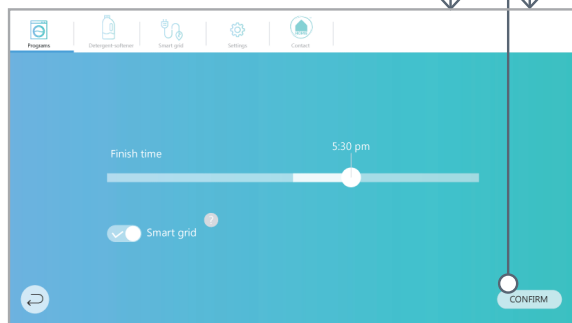 Programs
Detergent-softener
Smart grid
Settings
Contact
Finish time
5:30 pm
?
Smart grid
CONFIRM